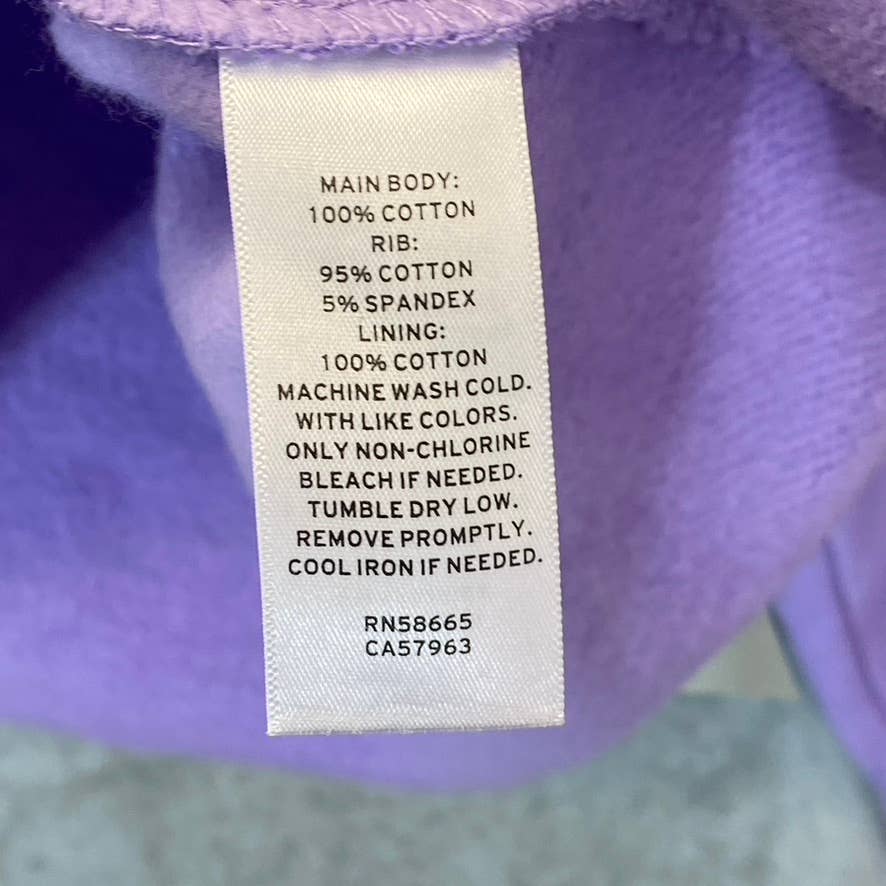 MAIN BODY:
100% COTTON
RIB:
95% COTTON
5% SPANDEX
LINING:
100% COTTON
MACHINE WASH COLD.
WITH LIKE COLORS.
ONLY NON-CHLORINE
BLEACH IF NEEDED.
TUMBLE DRY LOW.
REMOVE PROMPTLY.
COOL IRON IF NEEDED.
RN58665
CA57963